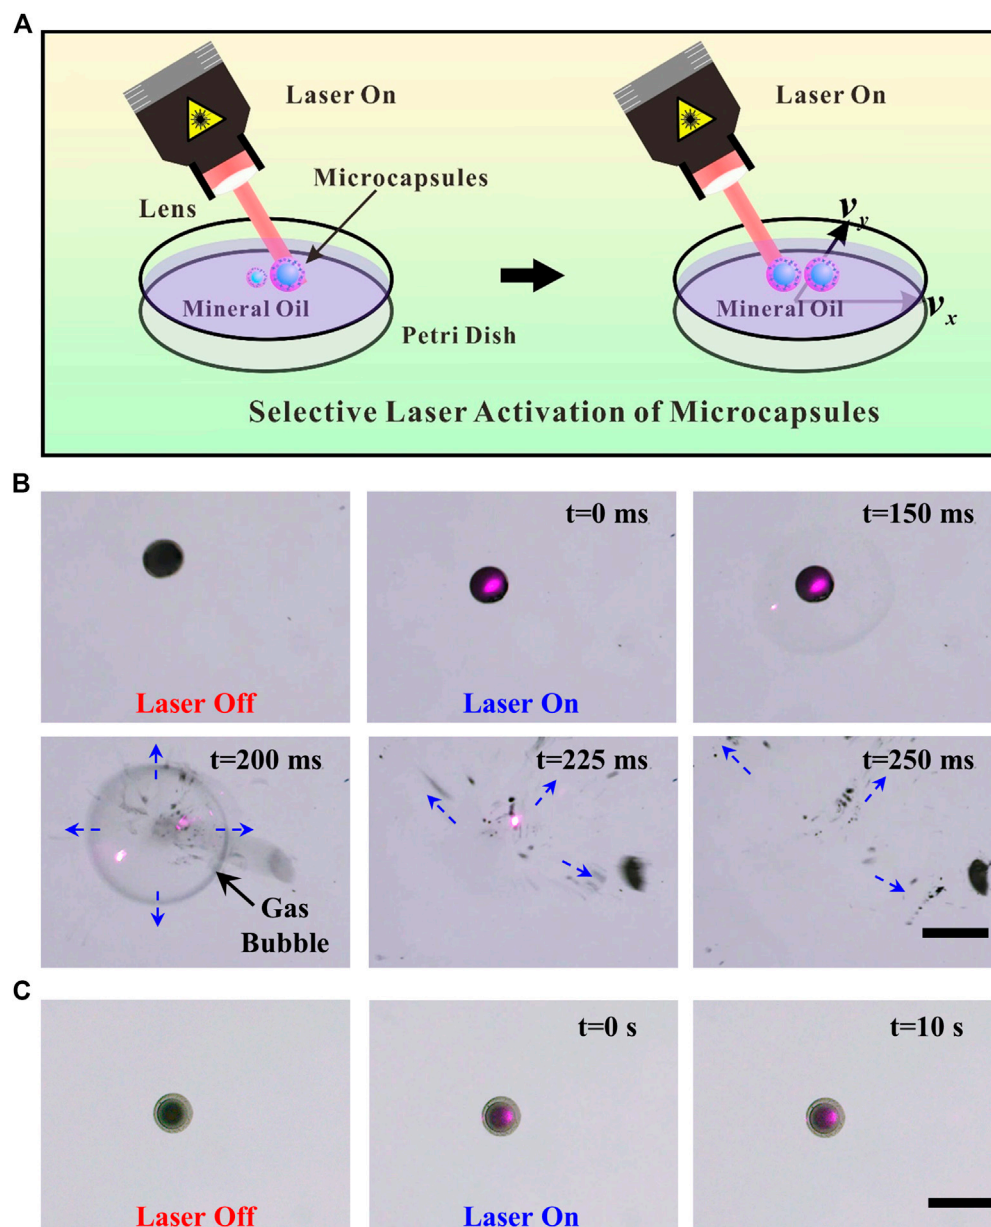 A
Laser On
Laser On
Microcapsules
Lens
v y
Mineral Oil
Mineral Oil
v x
Petri Dish
Selective Laser Activation of Microcapsules
B
t=0 ms
t=150 ms
Laser Off
Laser On
t=200 ms
t=225 ms
t=250 ms
Gas
Bubble
C
t=0 s
t=10 s
Laser Off
Laser On